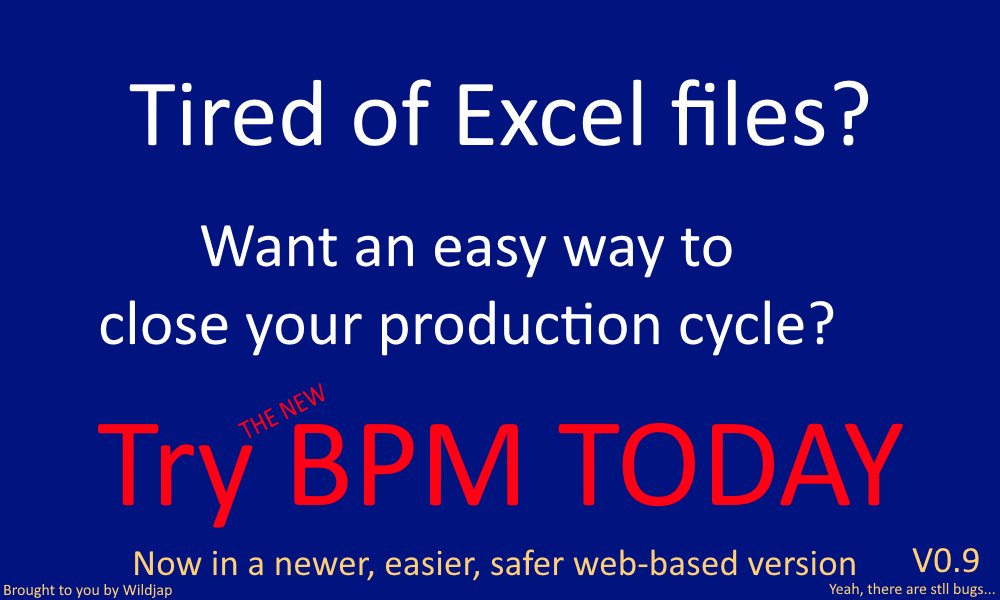 Tired of Excel files?
Want an easy way to
close your production cycle?
THE NEW
Try BPM TODAY
Now in a newer, easier, safer web-based version
V0.9
Brought to you by Wildjap
Yeah, there are stll bugs...